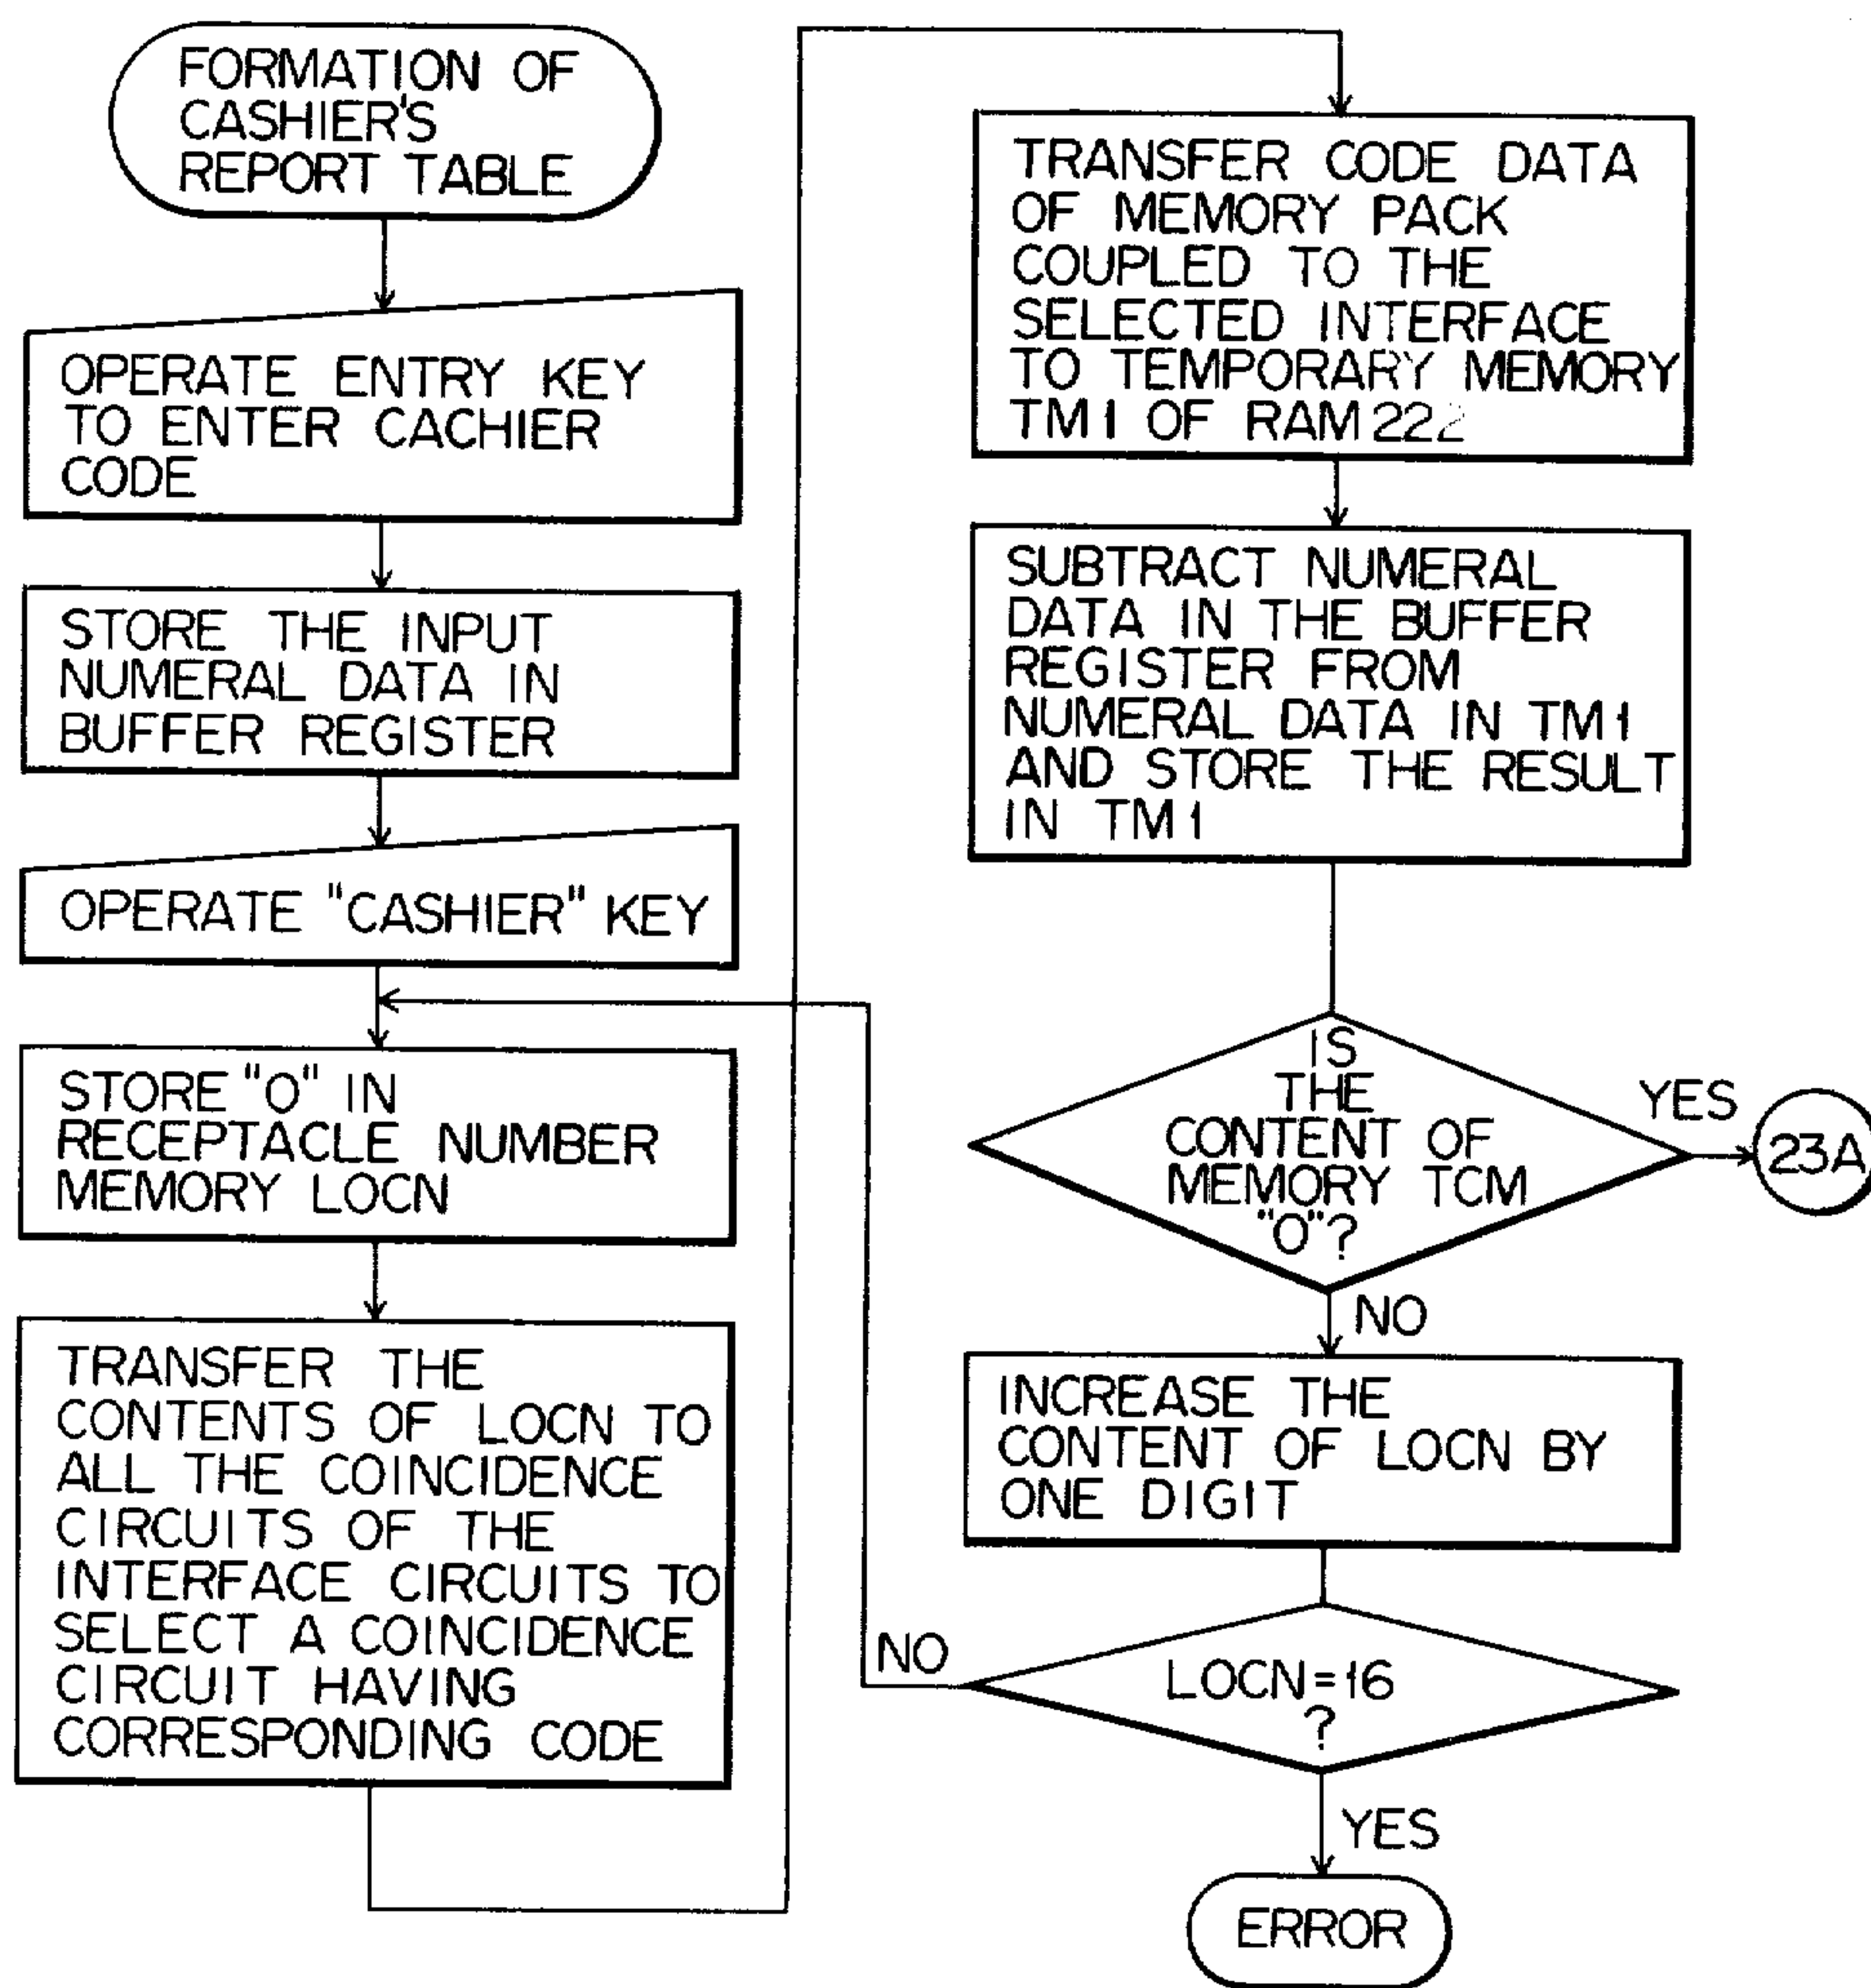 FORMATION OF
CASHIER'S
REPORT TABLE
OPERATE ENTRY KEY
TO ENTER CACHIER
CODE
STORE THE INPUT
NUMERAL DATA IN
BUFFER REGISTER
OPERATE "CASHIER" KEY
STORE "0" IN
RECEPTACLE NUMBER
MEMORY LOCN
TRANSFER THE
CONTENTS OF LOCN TO
ALL THE COINCIDENCE
CIRCUITS OF THE
INTERFACE CIRCUITS TO
SELECT A COINCIDENCE
CIRCUIT HAVING
CORRESPONDING CODE
TRANSFER CODE DATA
OF MEMORY PACK
COUPLED TO THE
SELECTED INTERFACE
TO TEMPORARY MEMORY
TM1 OF RAM 222
SUBTRACT NUMERAL
DATA IN THE BUFFER
REGISTER FROM
NUMERAL DATA IN TM1
AND STORE THE RESULT
IN TM1
IS
THE
CONTENT OF
MEMORY TCM
"0"?
YES
23A
NO
INCREASE THE
CONTENT OF LOCN BY
ONE DIGIT
LOCN=16
?
NO
YES
ERROR